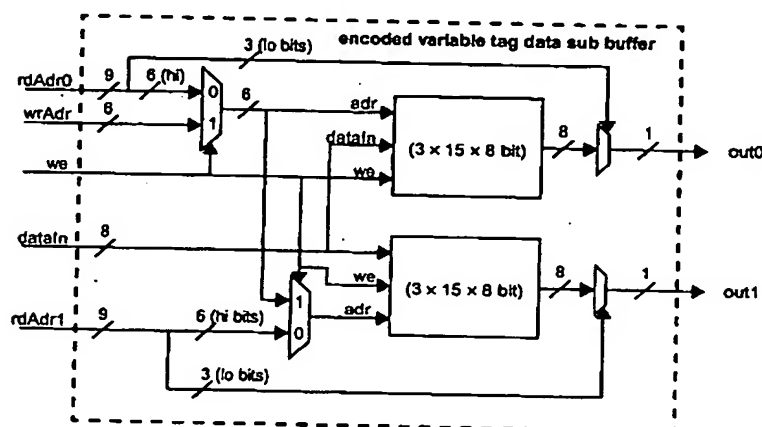 encoded variable tag data sub buffer
3 (lo bits)
rdAdr0
9
6 (hi)
0
6
adr
wrAdr
6
1
dataIn
(3 × 15 × 8 bit)
8
1
out0
we
we
dataIn
8
we
(3 × 15 × 8 bit)
8
1
out1
1
adr
rdAdr1
9
6 (hi bits)
0
3 (lo bits)